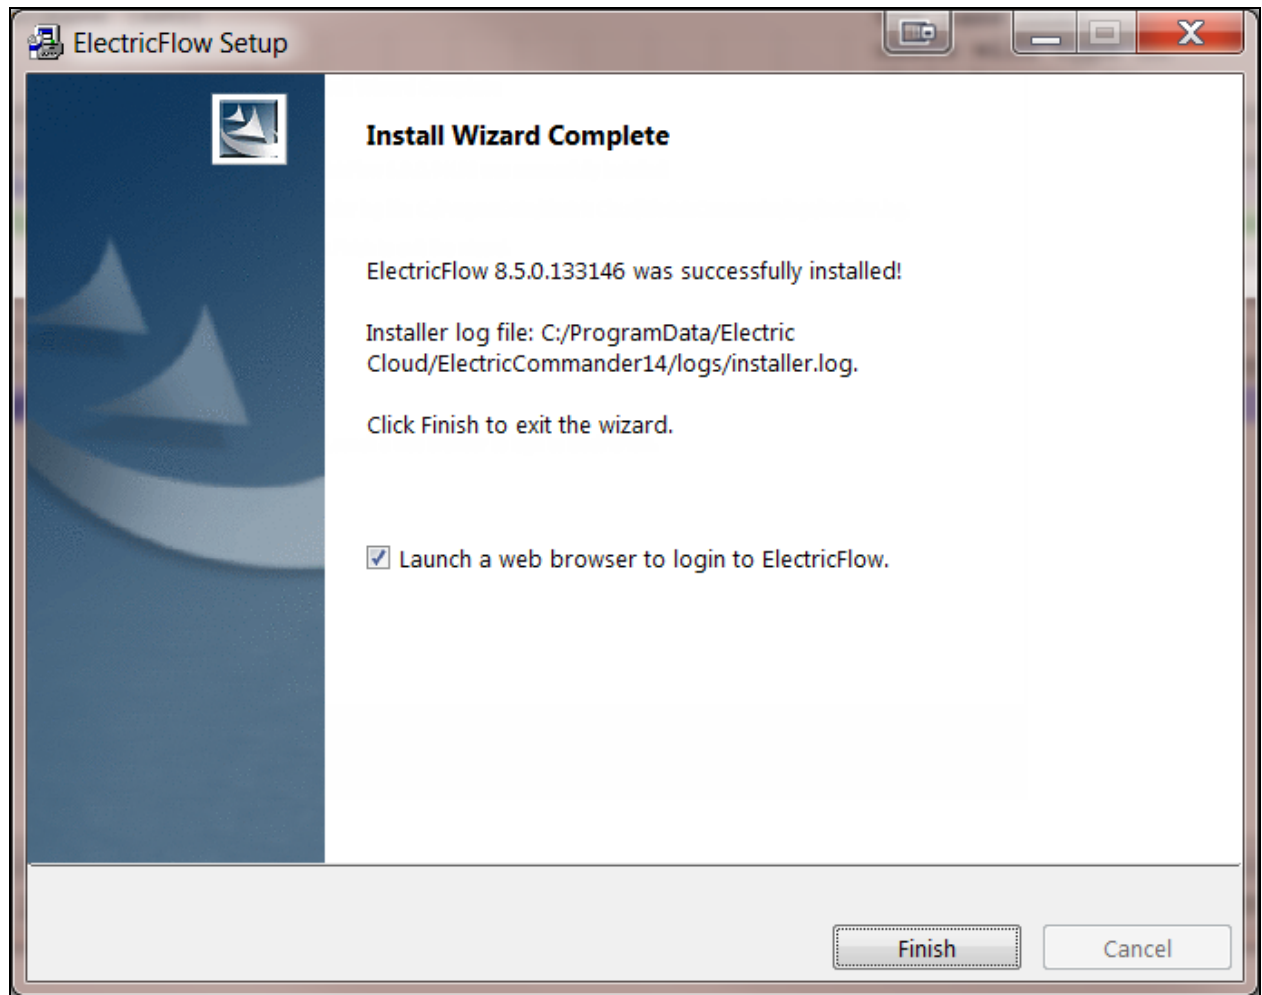 ElectricFlow Setup
Install Wizard Complete
ElectricFlow 8.5.0.133146 was successfully installed!
Installer log file: C:/ProgramData/Electric
Cloud/ElectricCommander14/logs/installer.log.
Click Finish to exit the wizard.
Launch a web browser to login to ElectricFlow.
Finish
Cancel